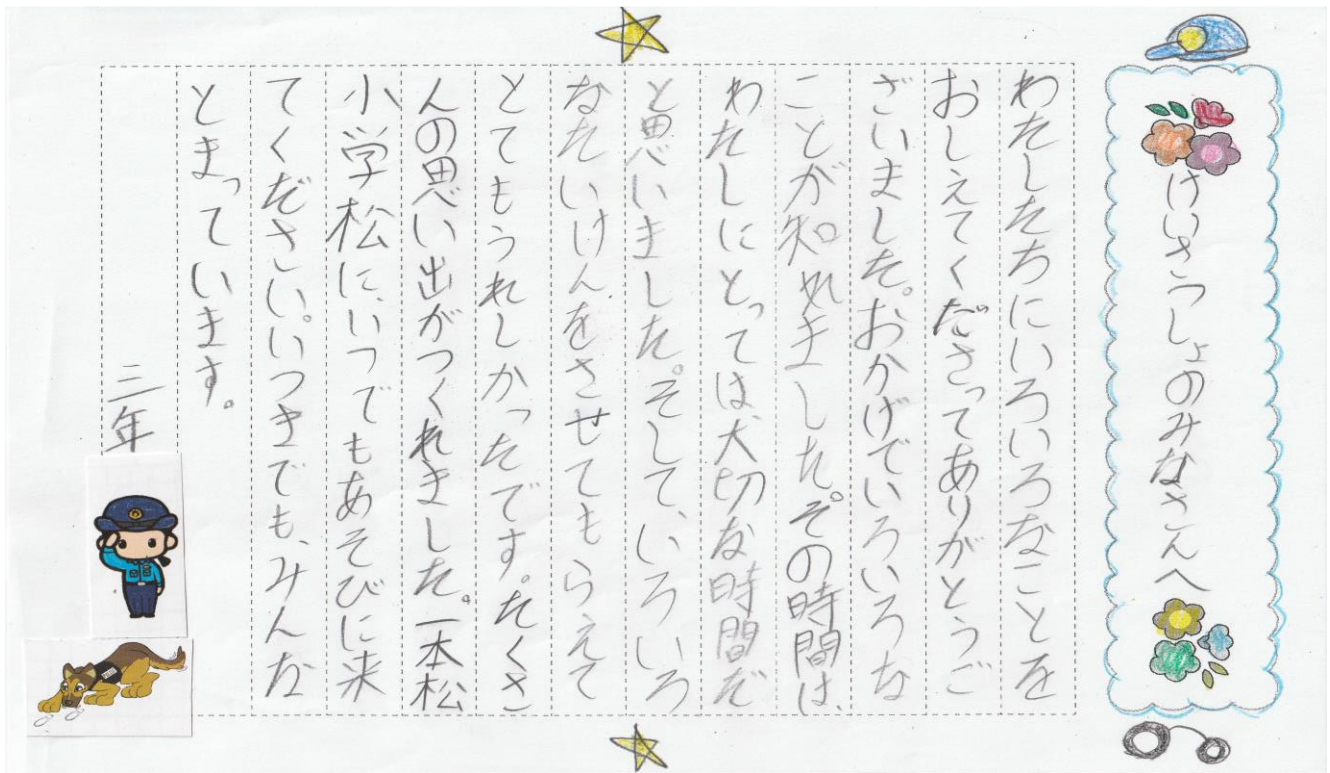 けいさつしょのみなさんへ
わたしたちにいろいろなことを
おしえてくださってありがとうご
ざいました。おかげでいろいろな
ことが知れました。その時間は、
わたしにとっては、大切な時間だ
と思いました。そして、いろいろ
なたいけんをさせてもらえて
とてもうれしかったです。たくさ
んの思い出がつくれました。一本松
小学松に、いつでもあそびに来
てください。いつきでも、みんな
とまっています。
三年